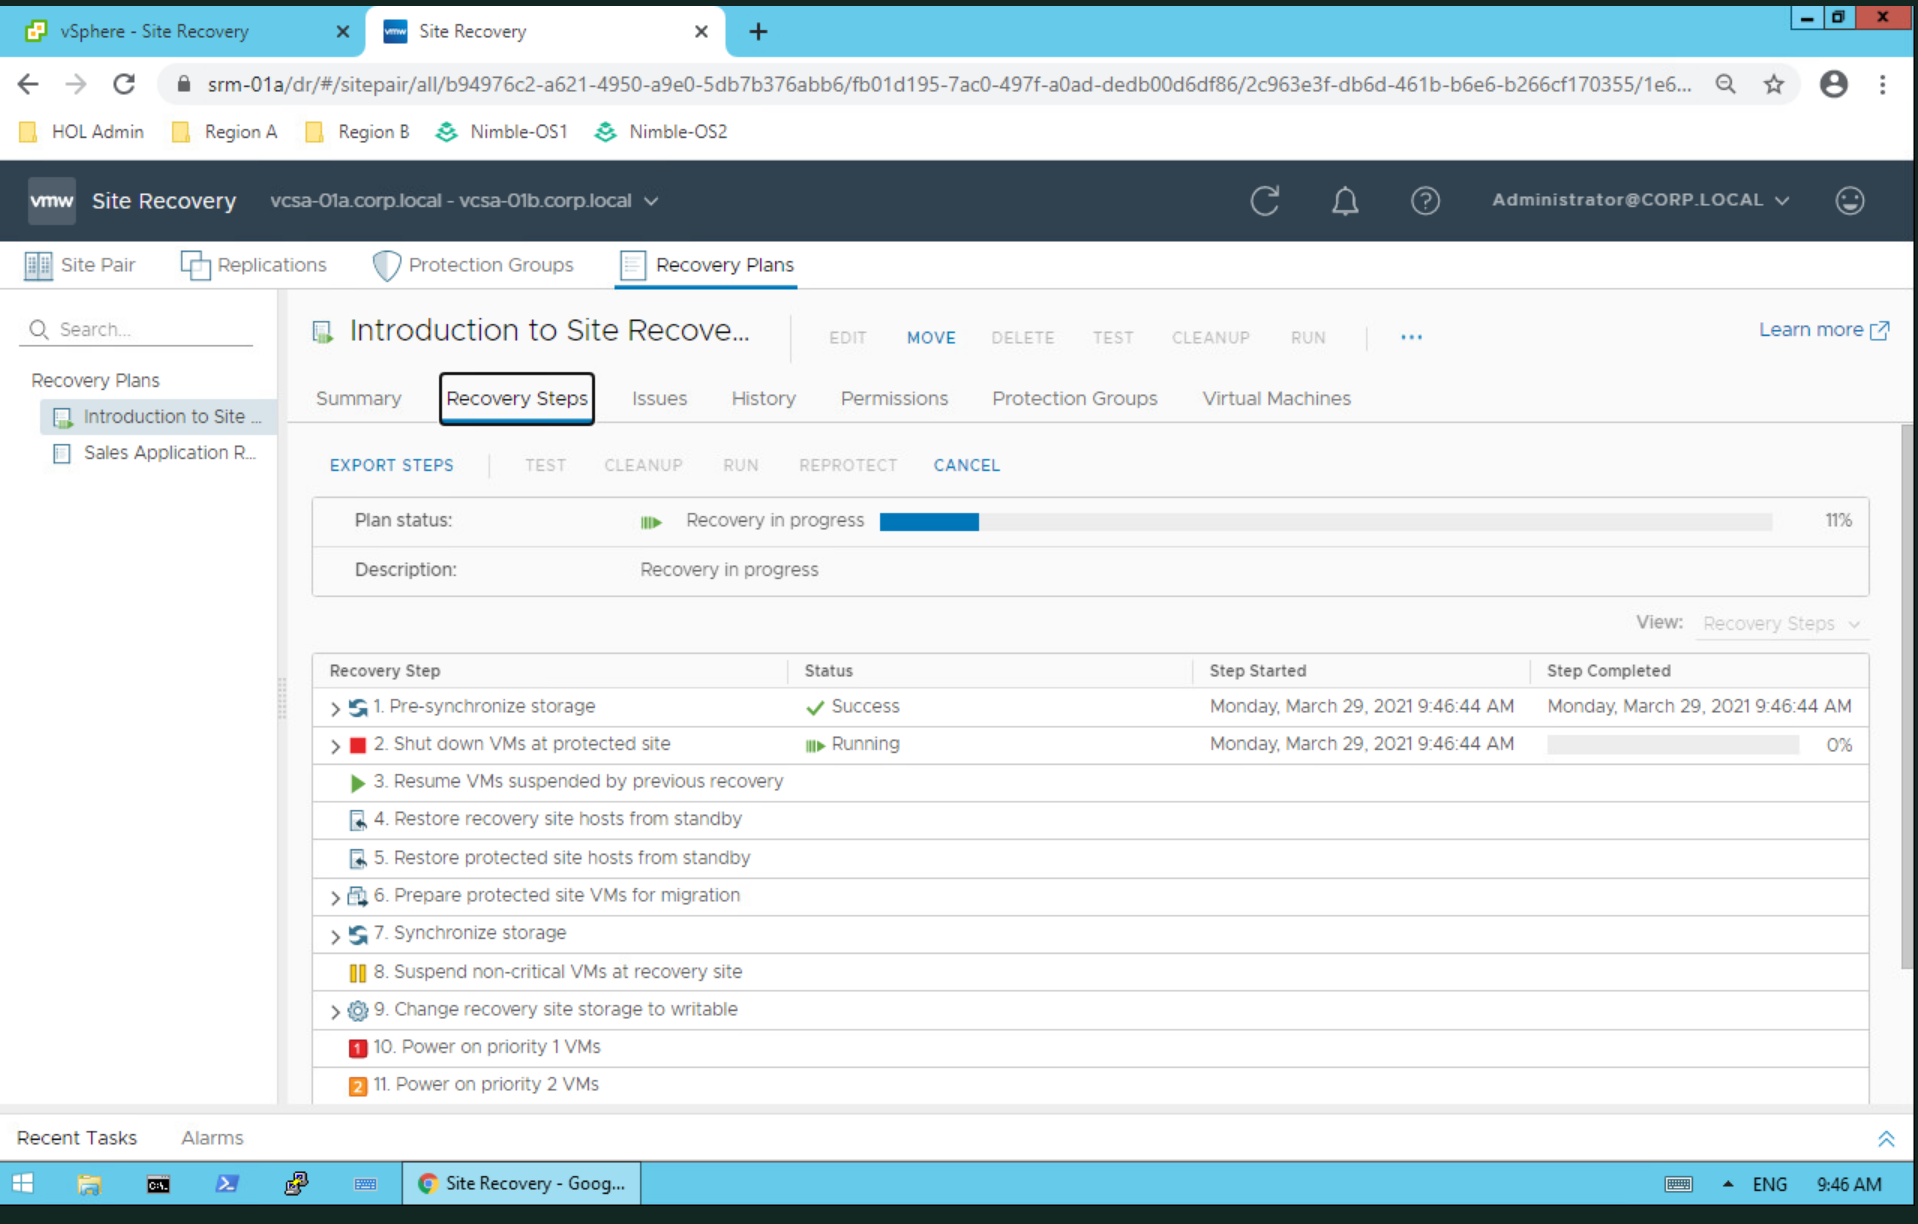 vSphere - Site Recovery
vmw Site Recovery
srm-01a/dr/#/sitepair/all/b94976c2-a621-4950-a9e0-5db7b376abb6/fb01d195-7ac0-497f-a0ad-dedb00d6df86/2c963e3f-db6d-461b-b6e6-b266cf170355/1e6...
HOL Admin
Region A
Region B
Nimble-OS1
Nimble-OS2
vmw Site Recovery
vcsa-01a.corp.local - vcsa-01b.corp.local
Administrator@CORP.LOCAL
Site Pair
Replications
Protection Groups
Recovery Plans
Search...
Recovery Plans
Introduction to Site ...
Sales Application R...
Introduction to Site Recove...
EDIT MOVE DELETE TEST CLEANUP RUN ...
Learn more
Summary Recovery Steps Issues History Permissions Protection Groups Virtual Machines
EXPORT STEPS TEST CLEANUP RUN REPROTECT CANCEL
Plan status: Recovery in progress 11%
Description: Recovery in progress
View: Recovery Steps
Recovery Step Status Step Started Step Completed
1. Pre-synchronize storage Success Monday, March 29, 2021 9:46:44 AM Monday, March 29, 2021 9:46:44 AM
2. Shut down VMs at protected site Running Monday, March 29, 2021 9:46:44 AM 0%
3. Resume VMs suspended by previous recovery
4. Restore recovery site hosts from standby
5. Restore protected site hosts from standby
6. Prepare protected site VMs for migration
7. Synchronize storage
8. Suspend non-critical VMs at recovery site
9. Change recovery site storage to writable
1 10. Power on priority 1 VMs
2 11. Power on priority 2 VMs
Recent Tasks Alarms
Site Recovery - Goog...
ENG 9:46 AM